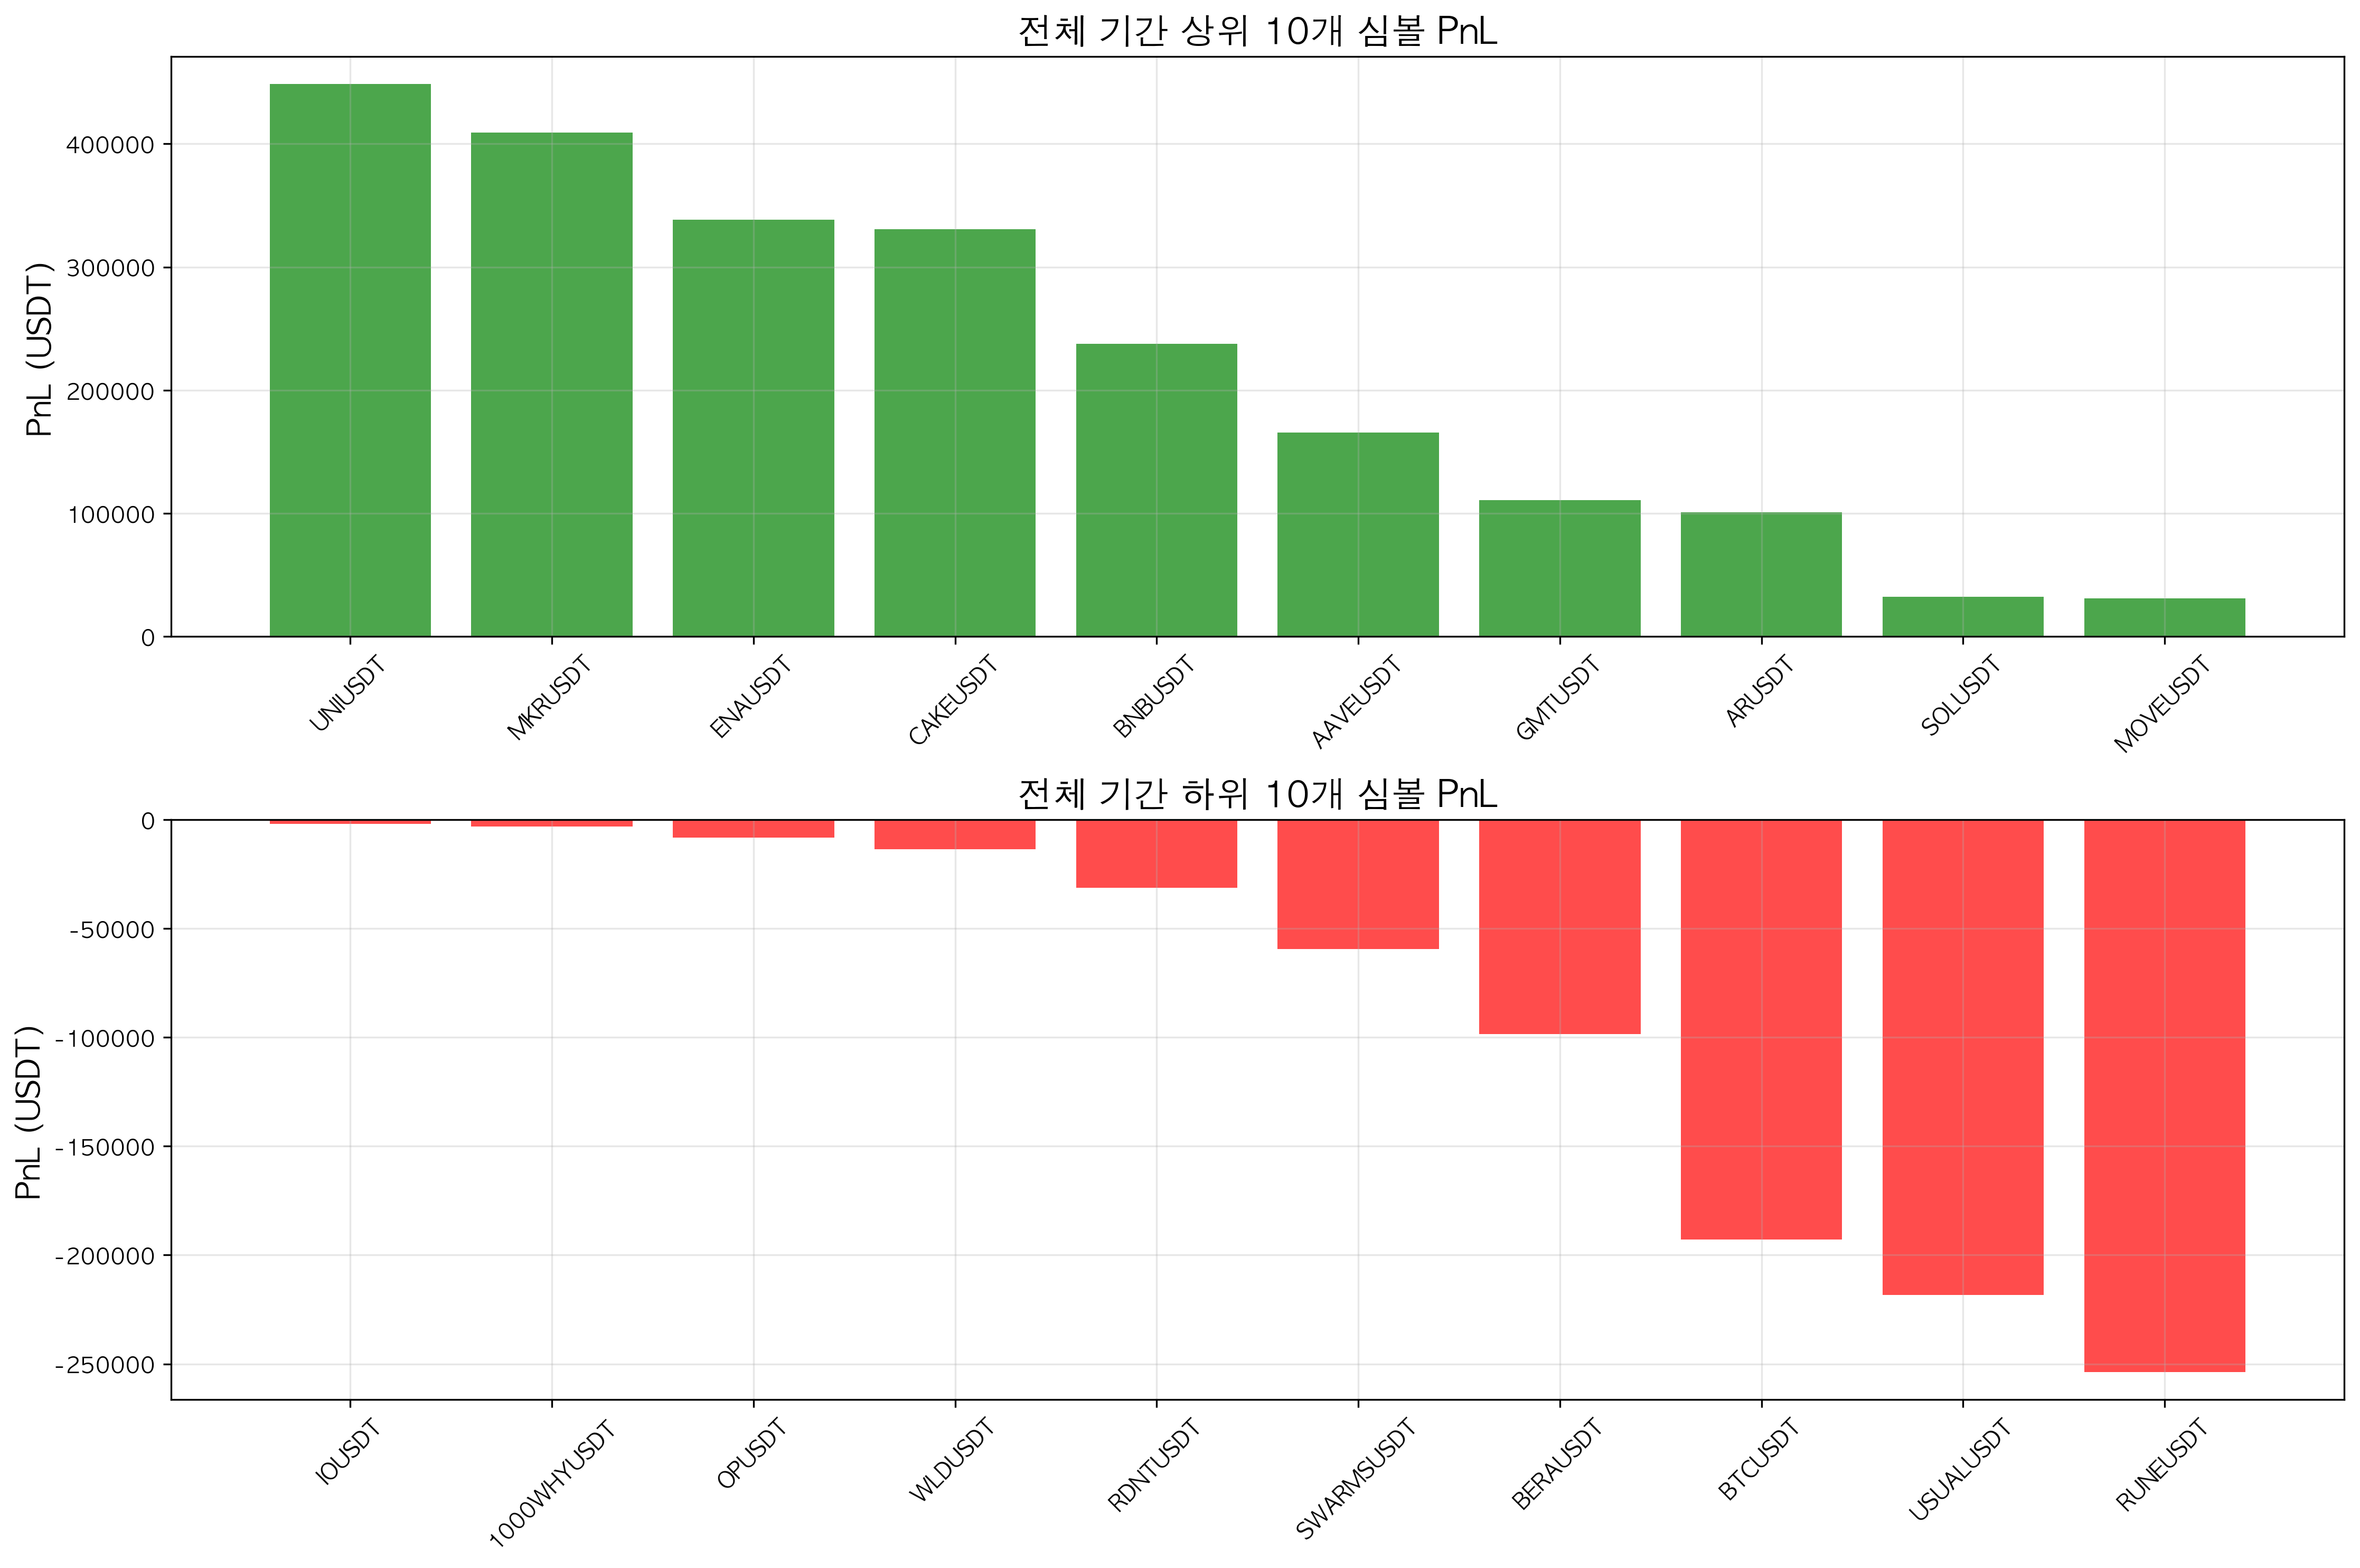 전체 기간 상위 10개 심볼 PnL
PnL (USDT)
400000
300000
200000
100000
0
UNIUSDT
MKRUSDT
ENAUSDT
CAKEUSDT
BNBUSDT
AAVEUSDT
GMTUSDT
ARUSDT
SOLUSDT
MOVEUSDT
전체 기간 하위 10개 심볼 PnL
PnL (USDT)
0
-50000
-100000
-150000
-200000
-250000
IOUSDT
1000WHYUSDT
OPUSDT
WLDUSDT
RDNTUSDT
SWARMSUSDT
BERAUSDT
BTCUSDT
USUALUSDT
RUNEUSDT